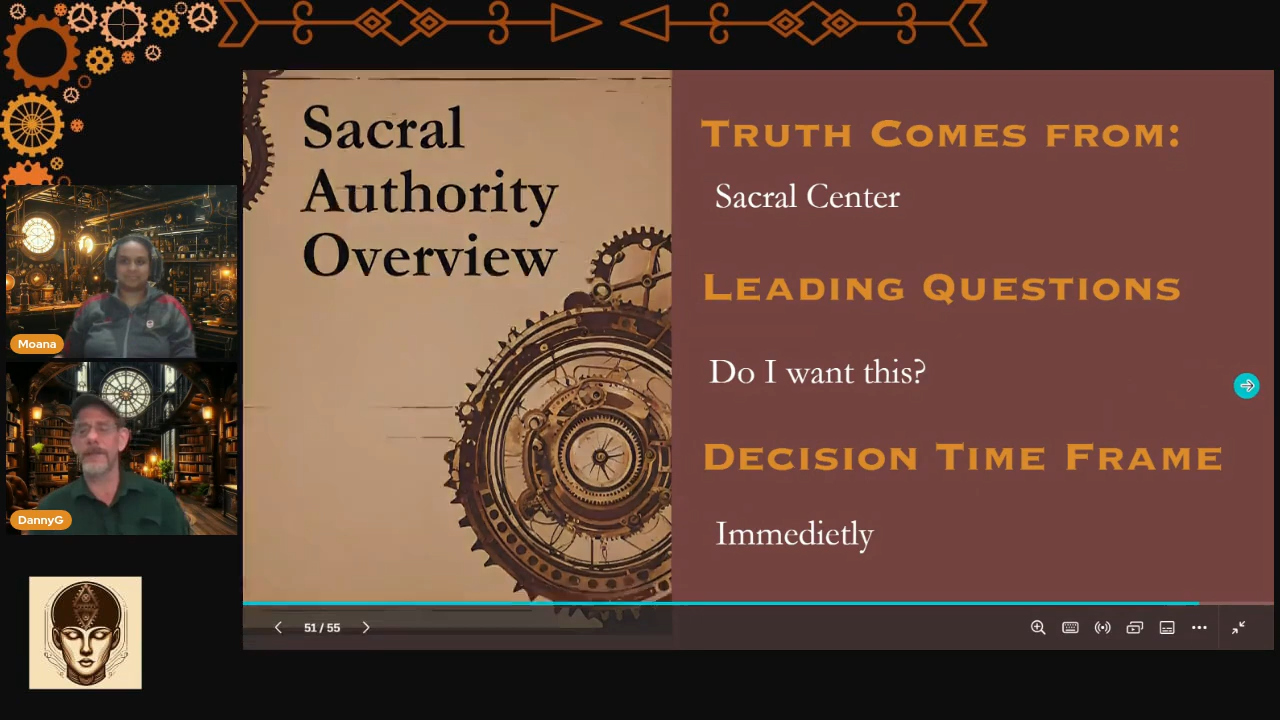 Sacral
Authority
Overview
TRUTH COMES FROM:
Sacral Center
LEADING QUESTIONS
Do I want this?
DECISION TIME FRAME
Immedietly
Moana
DannyG
51 / 55